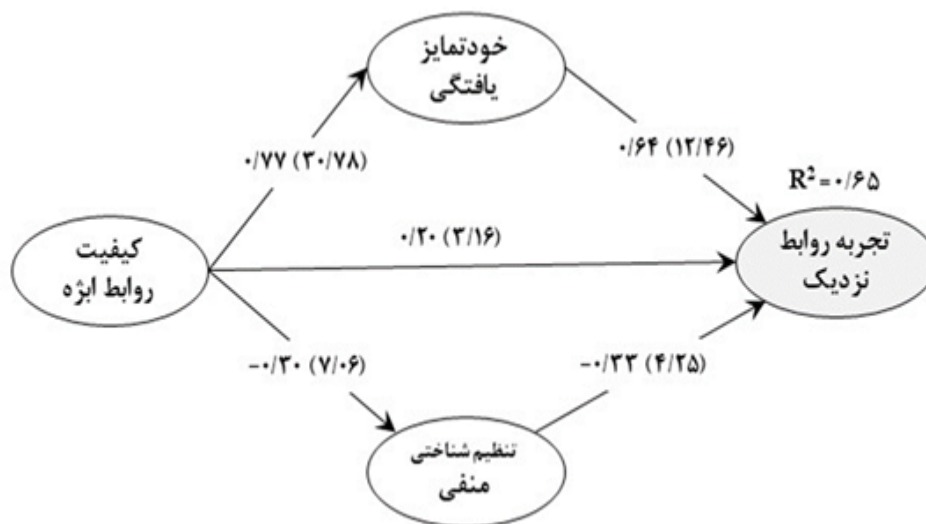 خودتمایز
یافتگی
۰/۷۷ (۳۰/۷۸)
۰/۶۴ (۱۲/۴۶)
R² = ۰/۶۵
کیفیت
روابط ابژه
۰/۲۰ (۳/۱۶)
تجربه روابط
نزدیک
-۰/۳۰ (۷/۰۶)
-۰/۳۳ (۴/۲۵)
تنظیم شناختی
منفی